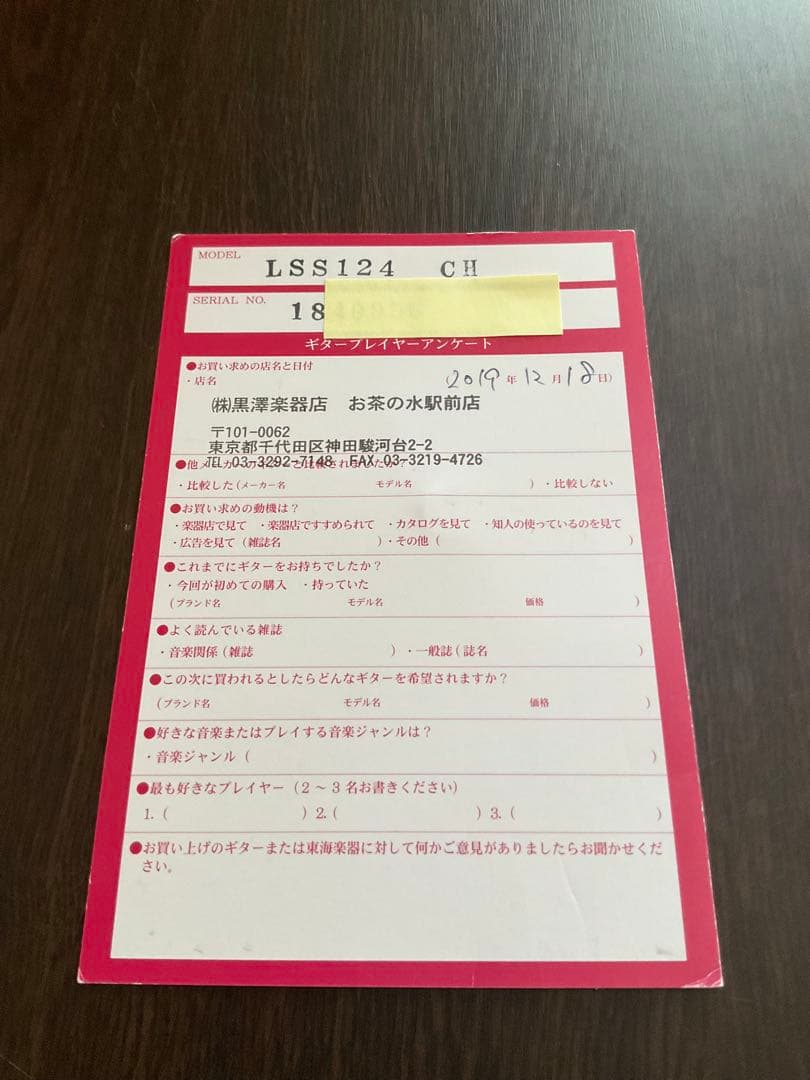 MODEL
LSS124 CH
SERIAL NO.
18
ギタープレイヤーアンケート
●お買い求めの店名と日付
・店名
(2019年12月18日)
㈱黒澤楽器店 お茶の水駅前店
〒101-0062
東京都千代田区神田駿河台2-2
TEL 03-3292-7148 FAX 03-3219-4726
・比較した(メーカー名 モデル名 )・比較しない
●お買い求めの動機は?
・楽器店で見て ・楽器店ですすめられて ・カタログを見て ・知人の使っているのを見て
・広告を見て(雑誌名 )・その他( )
●これまでにギターをお持ちでしたか?
・今回が初めての購入 ・持っていた
(ブランド名 モデル名 価格 )
●よく読んでいる雑誌
・音楽関係(雑誌 )・一般誌(誌名 )
●この次に買われるとしたらどんなギターを希望されますか?
(ブランド名 モデル名 価格 )
●好きな音楽またはプレイする音楽ジャンルは?
・音楽ジャンル( )
●最も好きなプレイヤー(2〜3名お書きください)
1.( )2.( )3.( )
●お買い上げのギターまたは東海楽器に対して何かご意見がありましたらお聞かせくだ
さい。